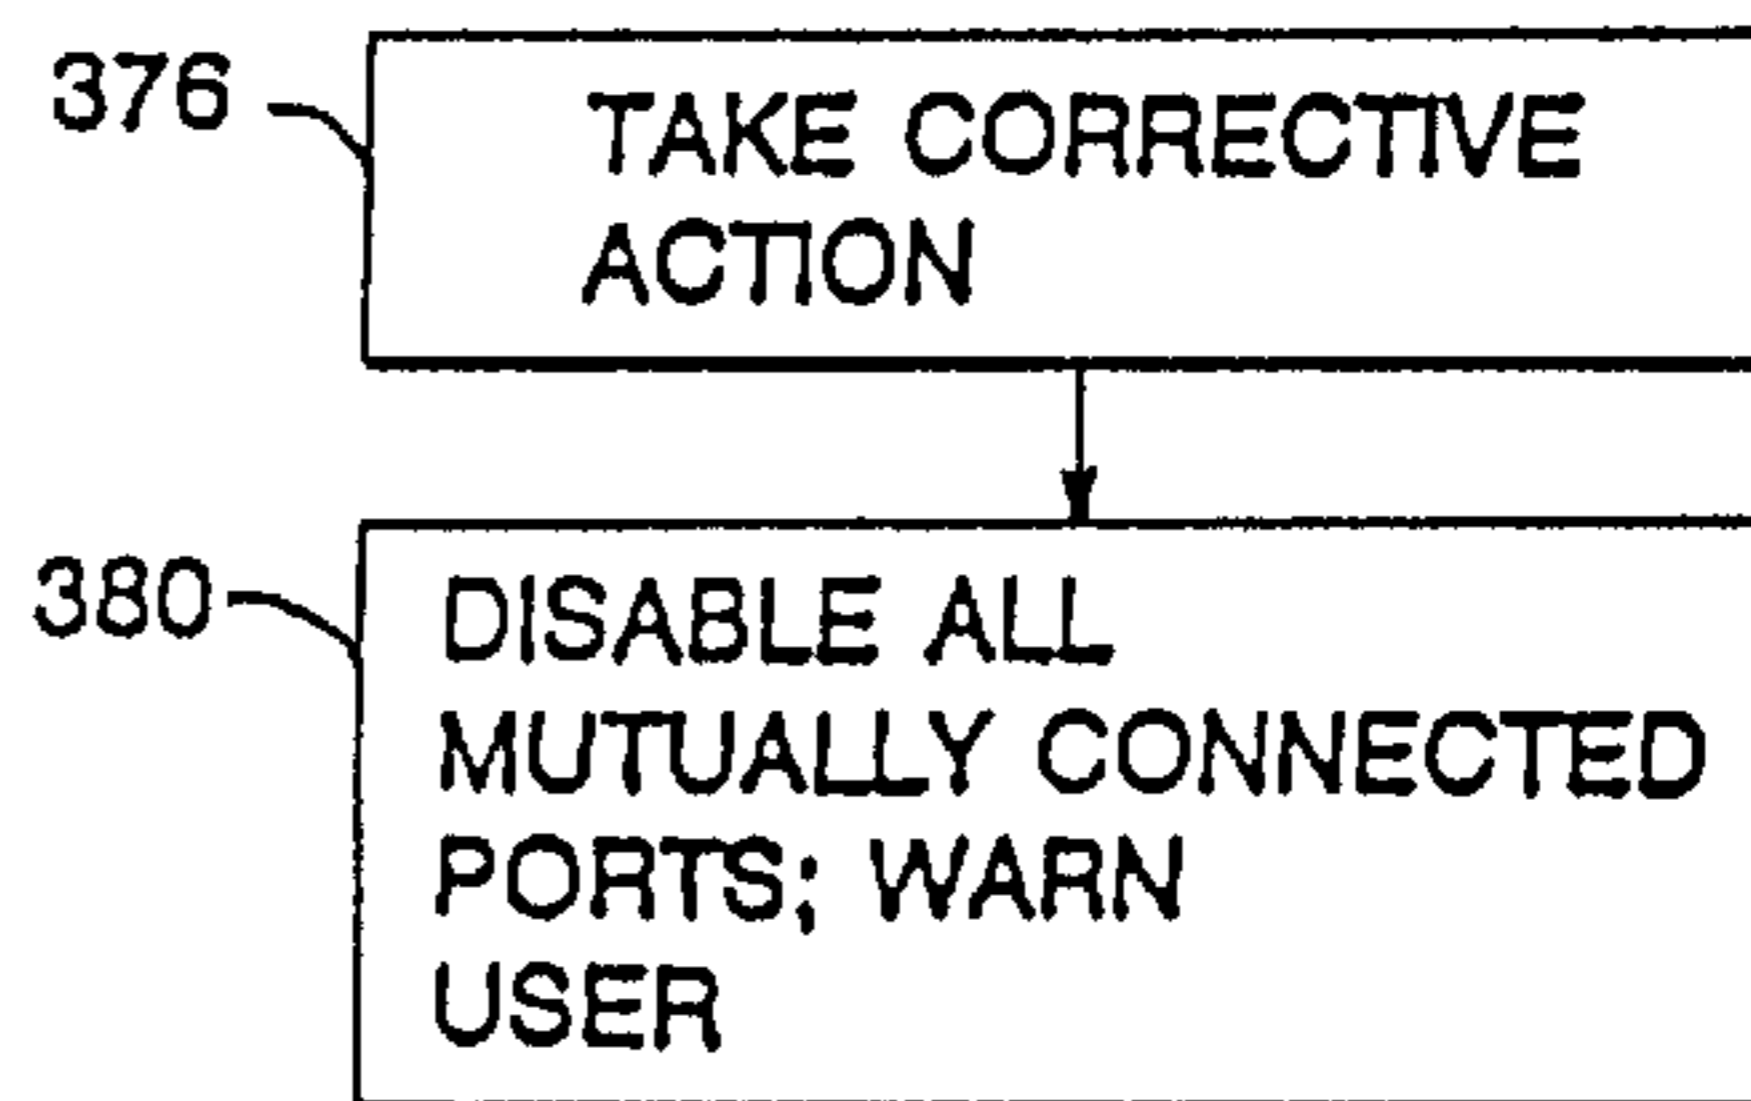 376
TAKE CORRECTIVE
ACTION
380
DISABLE ALL
MUTUALLY CONNECTED
PORTS; WARN
USER